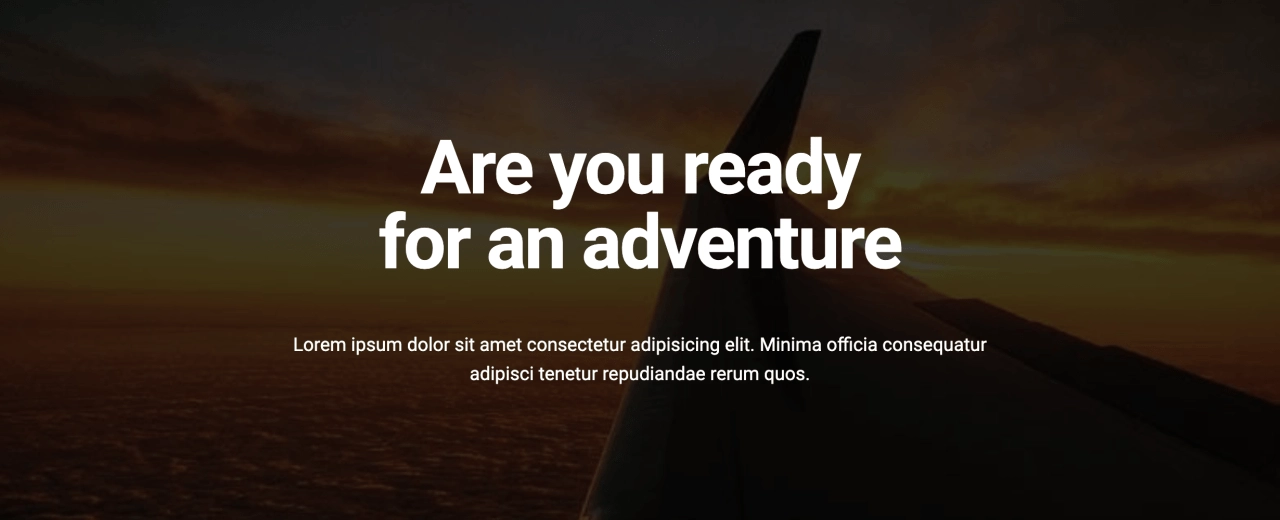 Are you ready
for an adventure
Lorem ipsum dolor sit amet consectetur adipisicing elit. Minima officia consequatur
adipisci tenetur repudiandae rerum quos.